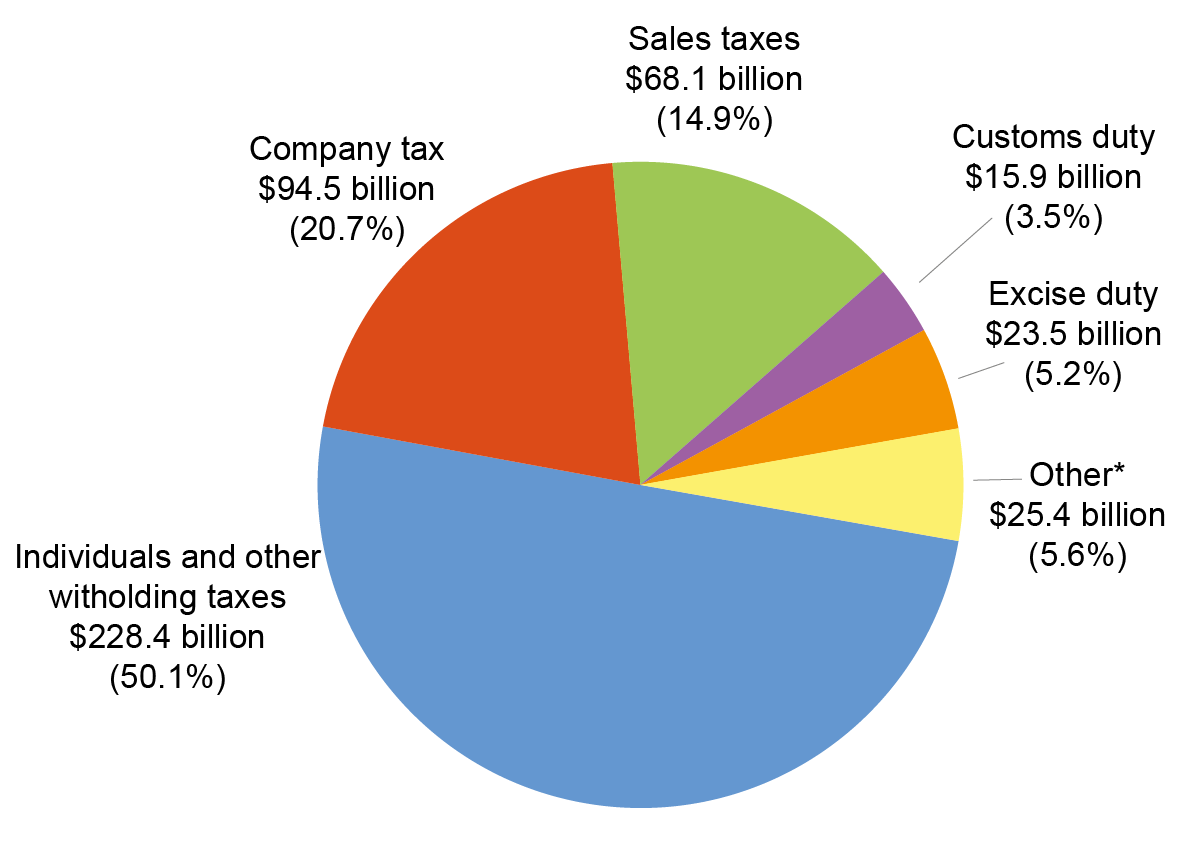 Sales taxes
$68.1 billion
(14.9%)
Company tax
$94.5 billion
(20.7%)
Customs duty
$15.9 billion
(3.5%)
Excise duty
$23.5 billion
(5.2%)
Other*
$25.4 billion
(5.6%)
Individuals and other
witholding taxes
$228.4 billion
(50.1%)